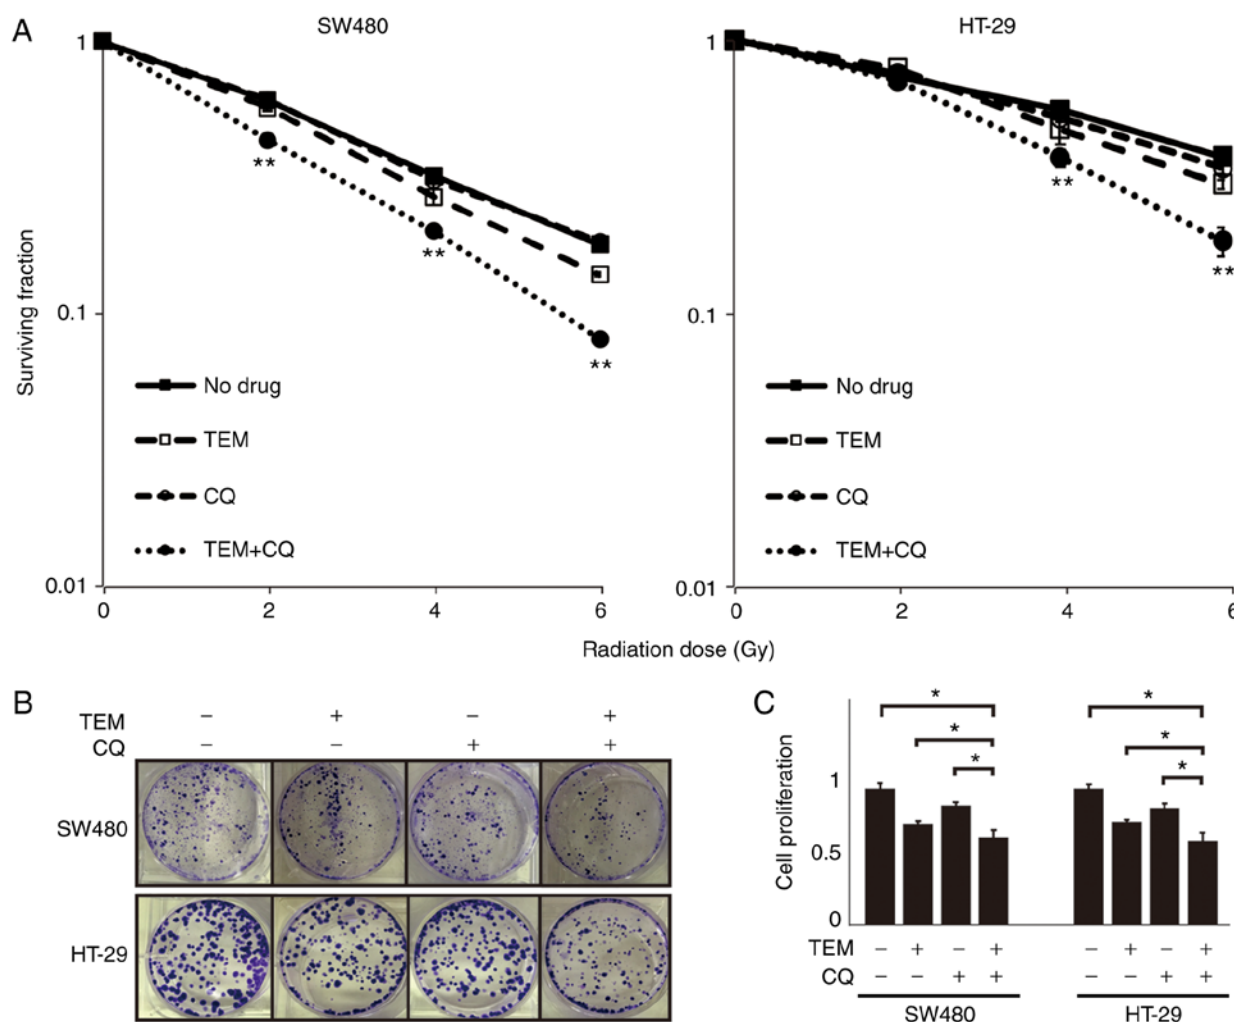 A
SW480
HT-29
1
0.1
0.01
0
2
4
6
**
**
**
Surviving fraction
No drug
TEM
CQ
TEM+CQ
1
0.1
0.01
0
2
4
6
**
**
**
No drug
TEM
CQ
TEM+CQ
Radiation dose (Gy)
B
TEM – + – +
CQ – – + +
SW480
HT-29
C
Cell proliferation
1
0.5
0
*
*
*
*
*
*
TEM – + – + – + – +
CQ – – + + – – + +
SW480
HT-29